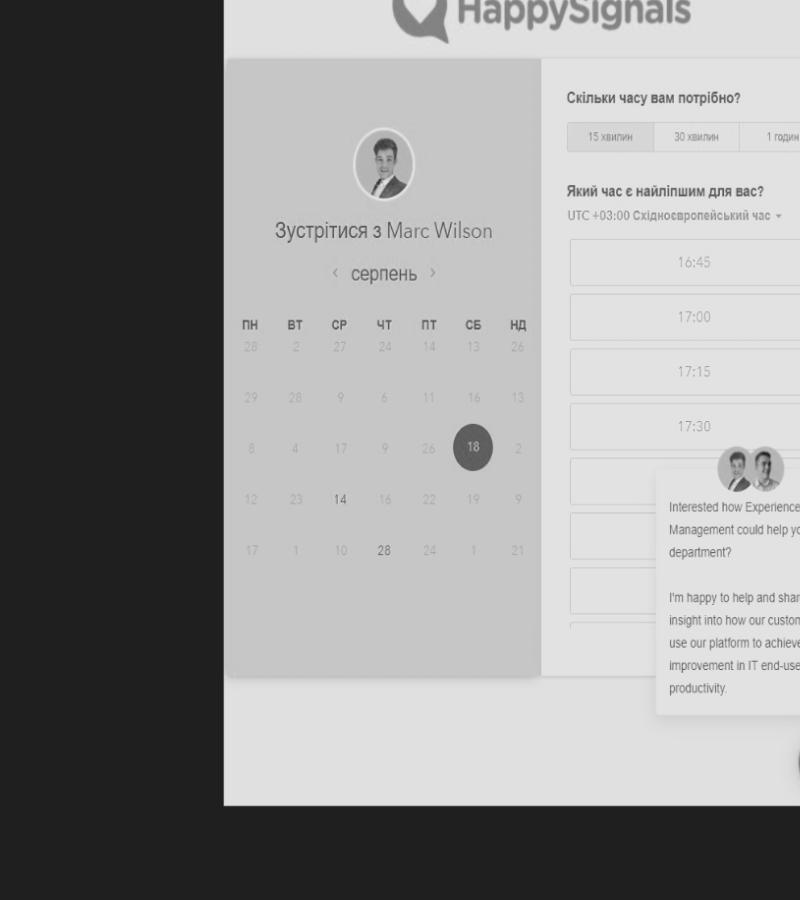 HappySignals
Зустрітися з Marc Wilson
серпень
ПН ВТ СР ЧТ ПТ СБ НД
28 2 27 24 14 13 26
29 28 9 6 11 16 13
8 4 17 9 26 18 2
12 23 14 16 22 19 9
17 1 10 28 24 1 21
Скільки часу вам потрібно?
15 хвилин 30 хвилин 1 годин
Який час є найліпшим для вас?
UTC +03:00 Східноєвропейський час
16:45
17:00
17:15
17:30
Interested how Experience
Management could help yo
department?
I'm happy to help and shar
insight into how our custon
use our platform to achieve
improvement in IT end-use
productivity.